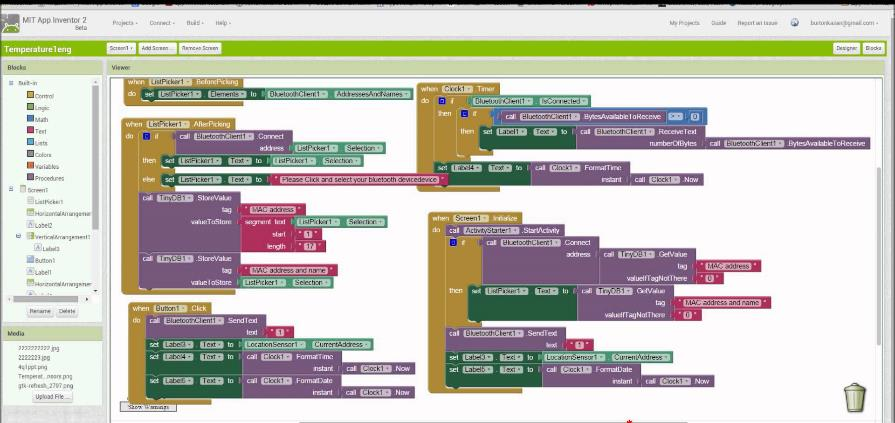 MIT App Inventor 2
Beta
Projects Connect Build Help My Projects Guide Report an Issue burtonkasien@gmail.com
Temperature1eng Screen1 Add Screen ... Remove Screen Designer Blocks
Blocks Viewer
Built-in
Control
Logic
Math
Text
Lists
Colors
Variables
Procedures
Screen1
ListPicker1
HorizontalArrangemer
Label2
VerticalArrangement1
Label3
Button1
Label1
HorizontalArrangemer
Rename Delete
Media
2222222222.jpg
2222223.jpg
4q1ppt.png
gtk-refresh_2797.png
Upload File ...
when ListPicker1 .BeforePicking
do set ListPicker1 . Elements to BluetoothClient1 . AddressesAndNames
when ListPicker1 .AfterPicking
do if call BluetoothClient1 .Connect
address ListPicker1 . Selection
then set ListPicker1 . Text to ListPicker1 . Selection
else set ListPicker1 . Text to " Please Click and select your bluetooth devicedevice "
call TinyDB1 .StoreValue
tag " MAC address "
valueToStore segment text ListPicker1 . Selection
start " 1 "
length " 17 "
call TinyDB1 .StoreValue
tag " MAC address and name "
valueToStore ListPicker1 . Selection
when Button1 .Click
do call BluetoothClient1 .SendText
text " 1 "
set Label3 . Text to LocationSensor1 . CurrentAddress
set Label4 . Text to call Clock1 .FormatTime
instant call Clock1 .Now
set Label5 . Text to call Clock1 .FormatDate
instant call Clock1 .Now
Show Warnings
when Clock1 .Timer
do if BluetoothClient1 . IsConnected
then if call BluetoothClient1 .BytesAvailableToReceive > 0
then set Label1 . Text to call BluetoothClient1 .ReceiveText
numberOfBytes call BluetoothClient1 .BytesAvailableToReceive
set Label4 . Text to call Clock1 .FormatTime
instant call Clock1 .Now
when Screen1 .Initialize
do call ActivityStarter1 .StartActivity
if call BluetoothClient1 .Connect
address call TinyDB1 .GetValue
tag " MAC address "
valueIfTagNotThere " 0 "
then set ListPicker1 . Text to call TinyDB1 .GetValue
tag " MAC address and name "
valueIfTagNotThere " 0 "
call BluetoothClient1 .SendText
text " 1 "
set Label3 . Text to LocationSensor1 . CurrentAddress
set Label5 . Text to call Clock1 .FormatDate
instant call Clock1 .Now